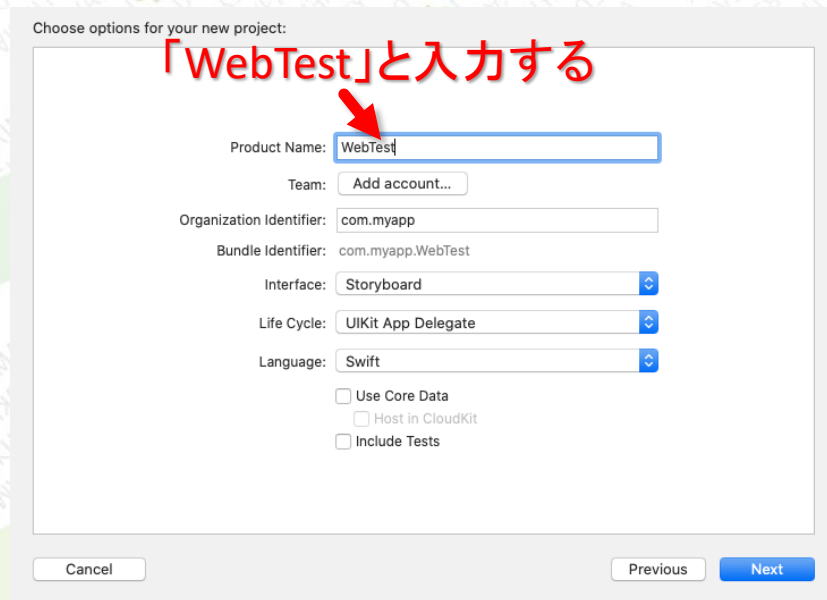 Choose options for your new project:
「WebTest」と入力する
Product Name: WebTest
Team: Add account...
Organization Identifier: com.myapp
Bundle Identifier: com.myapp.WebTest
Interface: Storyboard
Life Cycle: UIKit App Delegate
Language: Swift
Use Core Data
Host in CloudKit
Include Tests
Cancel Previous Next